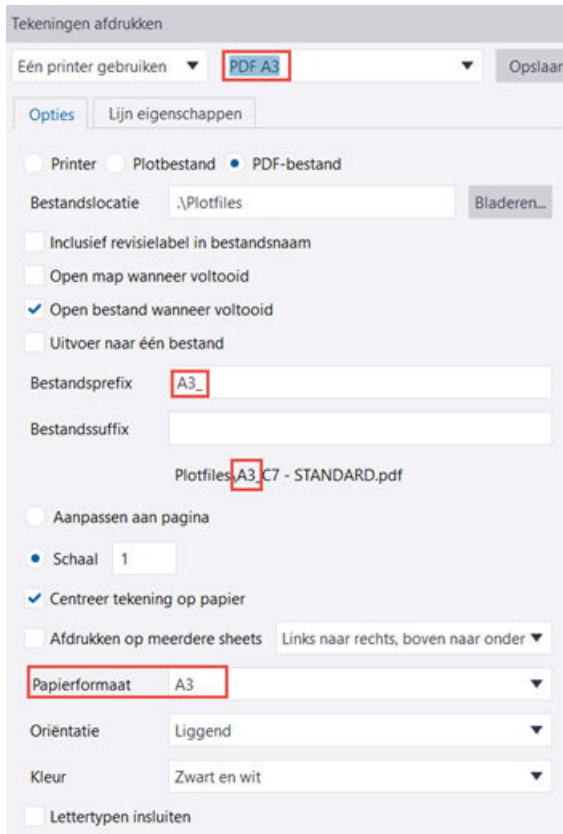 Tekeningen afdrukken
Eén printer gebruiken PDF A3 Opslaan
Opties Lijn eigenschappen
Printer Plotbestand PDF-bestand
Bestandslocatie .\Plotfiles Bladeren...
Inclusief revisielabel in bestandsnaam
Open map wanneer voltooid
Open bestand wanneer voltooid
Uitvoer naar één bestand
Bestandsprefix A3_
Bestandssuffix
Plotfiles\A3_C7 - STANDARD.pdf
Aanpassen aan pagina
Schaal 1
Centreer tekening op papier
Afdrukken op meerdere sheets Links naar rechts, boven naar onder
Papierformaat A3
Oriëntatie Liggend
Kleur Zwart en wit
Lettertypen insluiten